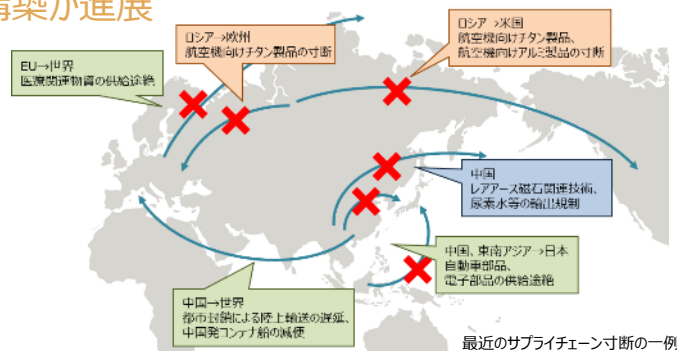 構築が進展
ロシア→欧州
航空機向けチタン製品の寸断
ロシア→米国
航空機向けチタン製品、
航空機向けアルミ製品の寸断
EU→世界
医療関連物資の供給途絶
中国
レアアース磁石関連技術、
尿素水等の輸出規制
中国、東南アジア→日本
自動車部品、
電子部品の供給途絶
中国→世界
都市封鎖による陸上輸送の遅延、
中国発コンテナ船の減便
最近のサプライチェーン寸断の一例